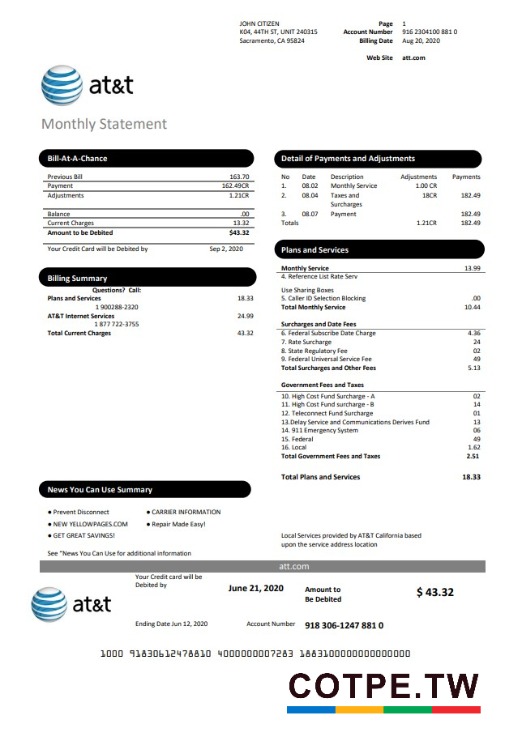 JOHN CITIZEN
K04, 44TH ST, UNIT 240315
Sacramento, CA 95824
Page 1
Account Number 916 2304100 881 0
Billing Date Aug 20, 2020
Web Site att.com
at&t
Monthly Statement
Bill-At-A-Chance
Previous Bill 163.70
Payment 162.49CR
Adjustments 1.21CR
Balance .00
Current Charges 13.32
Amount to be Debited $43.32
Your Credit Card will be Debited by Sep 2, 2020
Billing Summary
Questions? Call:
Plans and Services 18.33
1 900288-2320
AT&T Internet Services 24.99
1 877 722-3755
Total Current Charges 43.32
Detail of Payments and Adjustments
No Date Description Adjustments Payments
1. 08.02 Monthly Service 1.00 CR
2. 08.04 Taxes and 18CR 182.49
Surcharges
3. 08.07 Payment 182.49
Totals 1.21CR 182.49
Plans and Services
Monthly Service 13.99
4. Reference List Rate Serv
Use Sharing Boxes
5. Caller ID Selection Blocking .00
Total Monthly Service 10.44
Surcharges and Date Fees
6. Federal Subscribe Date Charge 4.36
7. Rate Surcharge 24
8. State Regulatory Fee 02
9. Federal Universal Service Fee 49
Total Surcharges and Other Fees 5.13
Government Fees and Taxes
10. High Cost Fund Surcharge - A 02
11. High Cost Fund surcharge - B 14
12. Teleconnect Fund Surcharge 01
13.Delay Service and Communications Derives Fund 13
14. 911 Emergency System 06
15. Federal 49
16. Local 1.62
Total Government Fees and Taxes 2.51
Total Plans and Services 18.33
News You Can Use Summary
● Prevent Disconnect ● CARRIER INFORMATION
● NEW YELLOWPAGES.COM ● Repair Made Easy!
● GET GREAT SAVINGS!
See "News You Can Use for additional information
Local Services provided by AT&T California based
upon the service address location
att.com
at&t
Your Credit card will be
Debited by
June 21, 2020
Amount to
Be Debited
$ 43.32
Ending Date Jun 12, 2020
Account Number 918 306-1247 881 0
1000 91830612478810 4000000007283 1883100000000000000
COTPE.TW